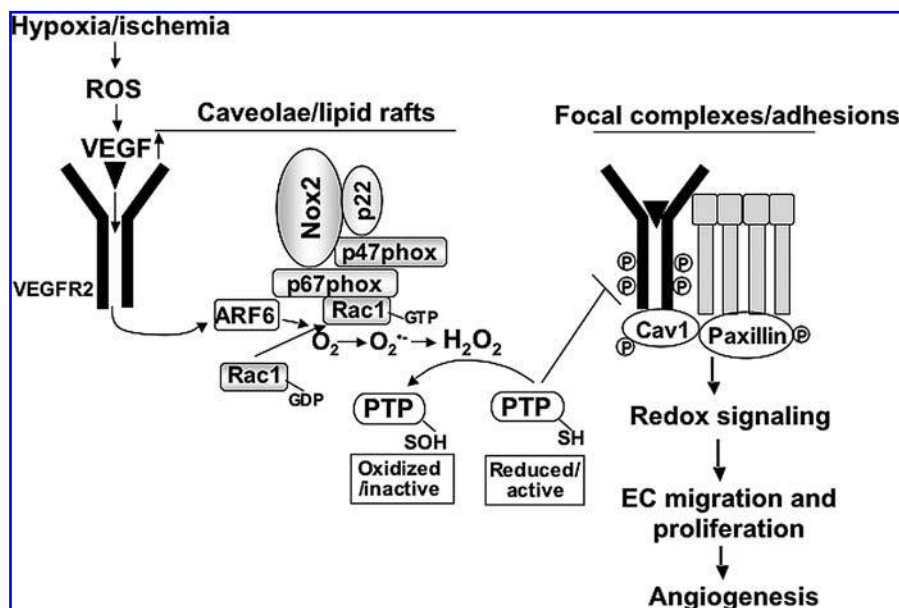 Hypoxia/ischemia
ROS
VEGF
Caveolae/lipid rafts
Nox2
p22
p47phox
p67phox
Rac1
GTP
VEGFR2
ARF6
O2 O2•- H2O2
Rac1
GDP
PTP
SOH
Oxidized
/inactive
PTP
SH
Reduced/
active
Focal complexes/adhesions
P
P
P
P
Cav1
P
Paxillin
P
Redox signaling
EC migration and
proliferation
Angiogenesis